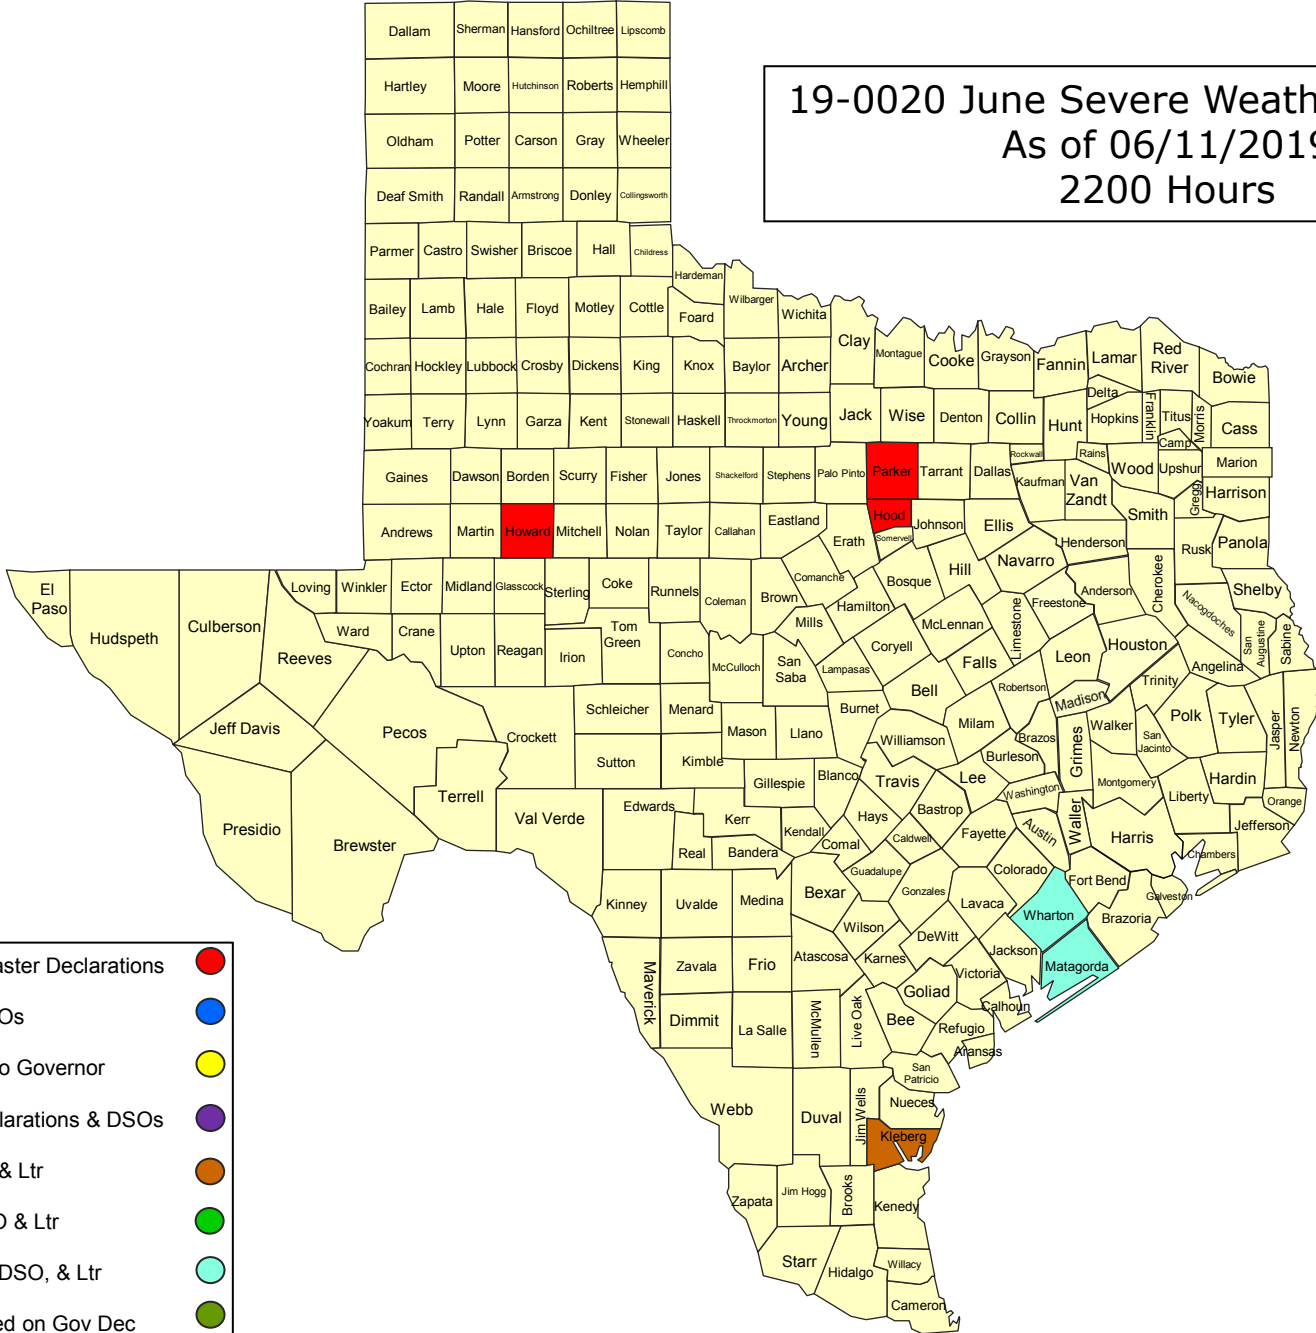 Dallam Sherman Hansford Ochiltree Lipscomb
Hartley Moore Hutchinson Roberts Hemphill
19-0020 June Severe Weath
As of 06/11/2019
2200 Hours
Oldham Potter Carson Gray Wheeler
Deaf Smith Randall Armstrong Donley Collingsworth
Parmer Castro Swisher Briscoe Hall Childress
Hardeman
Bailey Lamb Hale Floyd Motley Cottle Foard Wilbarger Wichita
Clay Montague Cooke Grayson Fannin Lamar Red
River Bowie
Cochran Hockley Lubbock Crosby Dickens King Knox Baylor Archer
Delta
Yoakum Terry Lynn Garza Kent Stonewall Haskell Throckmorton Young Jack Wise Denton Collin Hunt Hopkins Franklin Titus Morris Cass
Camp
Gaines Dawson Borden Scurry Fisher Jones Shackelford Stephens Palo Pinto Parker Tarrant Dallas Rockwall Rains Wood Upshur Marion
Kaufman Van
Zandt Gregg Harrison
Andrews Martin Howard Mitchell Nolan Taylor Callahan Eastland Hood Johnson Ellis Smith
Erath Somervell Henderson Rusk Panola
El
Paso Loving Winkler Ector Midland Glasscock Sterling Coke Runnels Coleman Brown Comanche Bosque Hill Navarro Anderson Cherokee Shelby
Hamilton Freestone Nacogdoches
Hudspeth Culberson Ward Crane Tom
Green Mills McLennan Limestone San
Augustine Sabine
Reeves Upton Reagan Irion Concho McCulloch San
Saba Lampasas Coryell Falls Leon Houston Angelina
Trinity
Jeff Davis Pecos Crockett Schleicher Menard Mason Llano Burnet Bell Milam Robertson Madison Walker San
Jacinto Polk Tyler Jasper Newton
Sutton Kimble Gillespie Blanco Williamson Burleson Brazos Grimes
Terrell Travis Lee Washington Montgomery Liberty Hardin Orange
Presidio Brewster Val Verde Edwards Kerr Kendall Hays Bastrop Austin Waller Harris Jefferson
Real Bandera Comal Caldwell Fayette Chambers
Kinney Uvalde Medina Bexar Guadalupe Gonzales Lavaca Colorado Fort Bend Galveston
Wilson Wharton Brazoria
Maverick Zavala Frio Atascosa Karnes DeWitt Jackson Matagorda
Victoria
Dimmit La Salle McMullen Live Oak Bee Goliad Calhoun
Refugio
Aransas
San
Patricio
Webb Duval Jim Wells Nueces
Kleberg
Zapata Jim Hogg Brooks Kenedy
Starr Hidalgo Willacy
Cameron
aster Declarations
Os
o Governor
larations & DSOs
& Ltr
O & Ltr
DSO, & Ltr
ed on Gov Dec